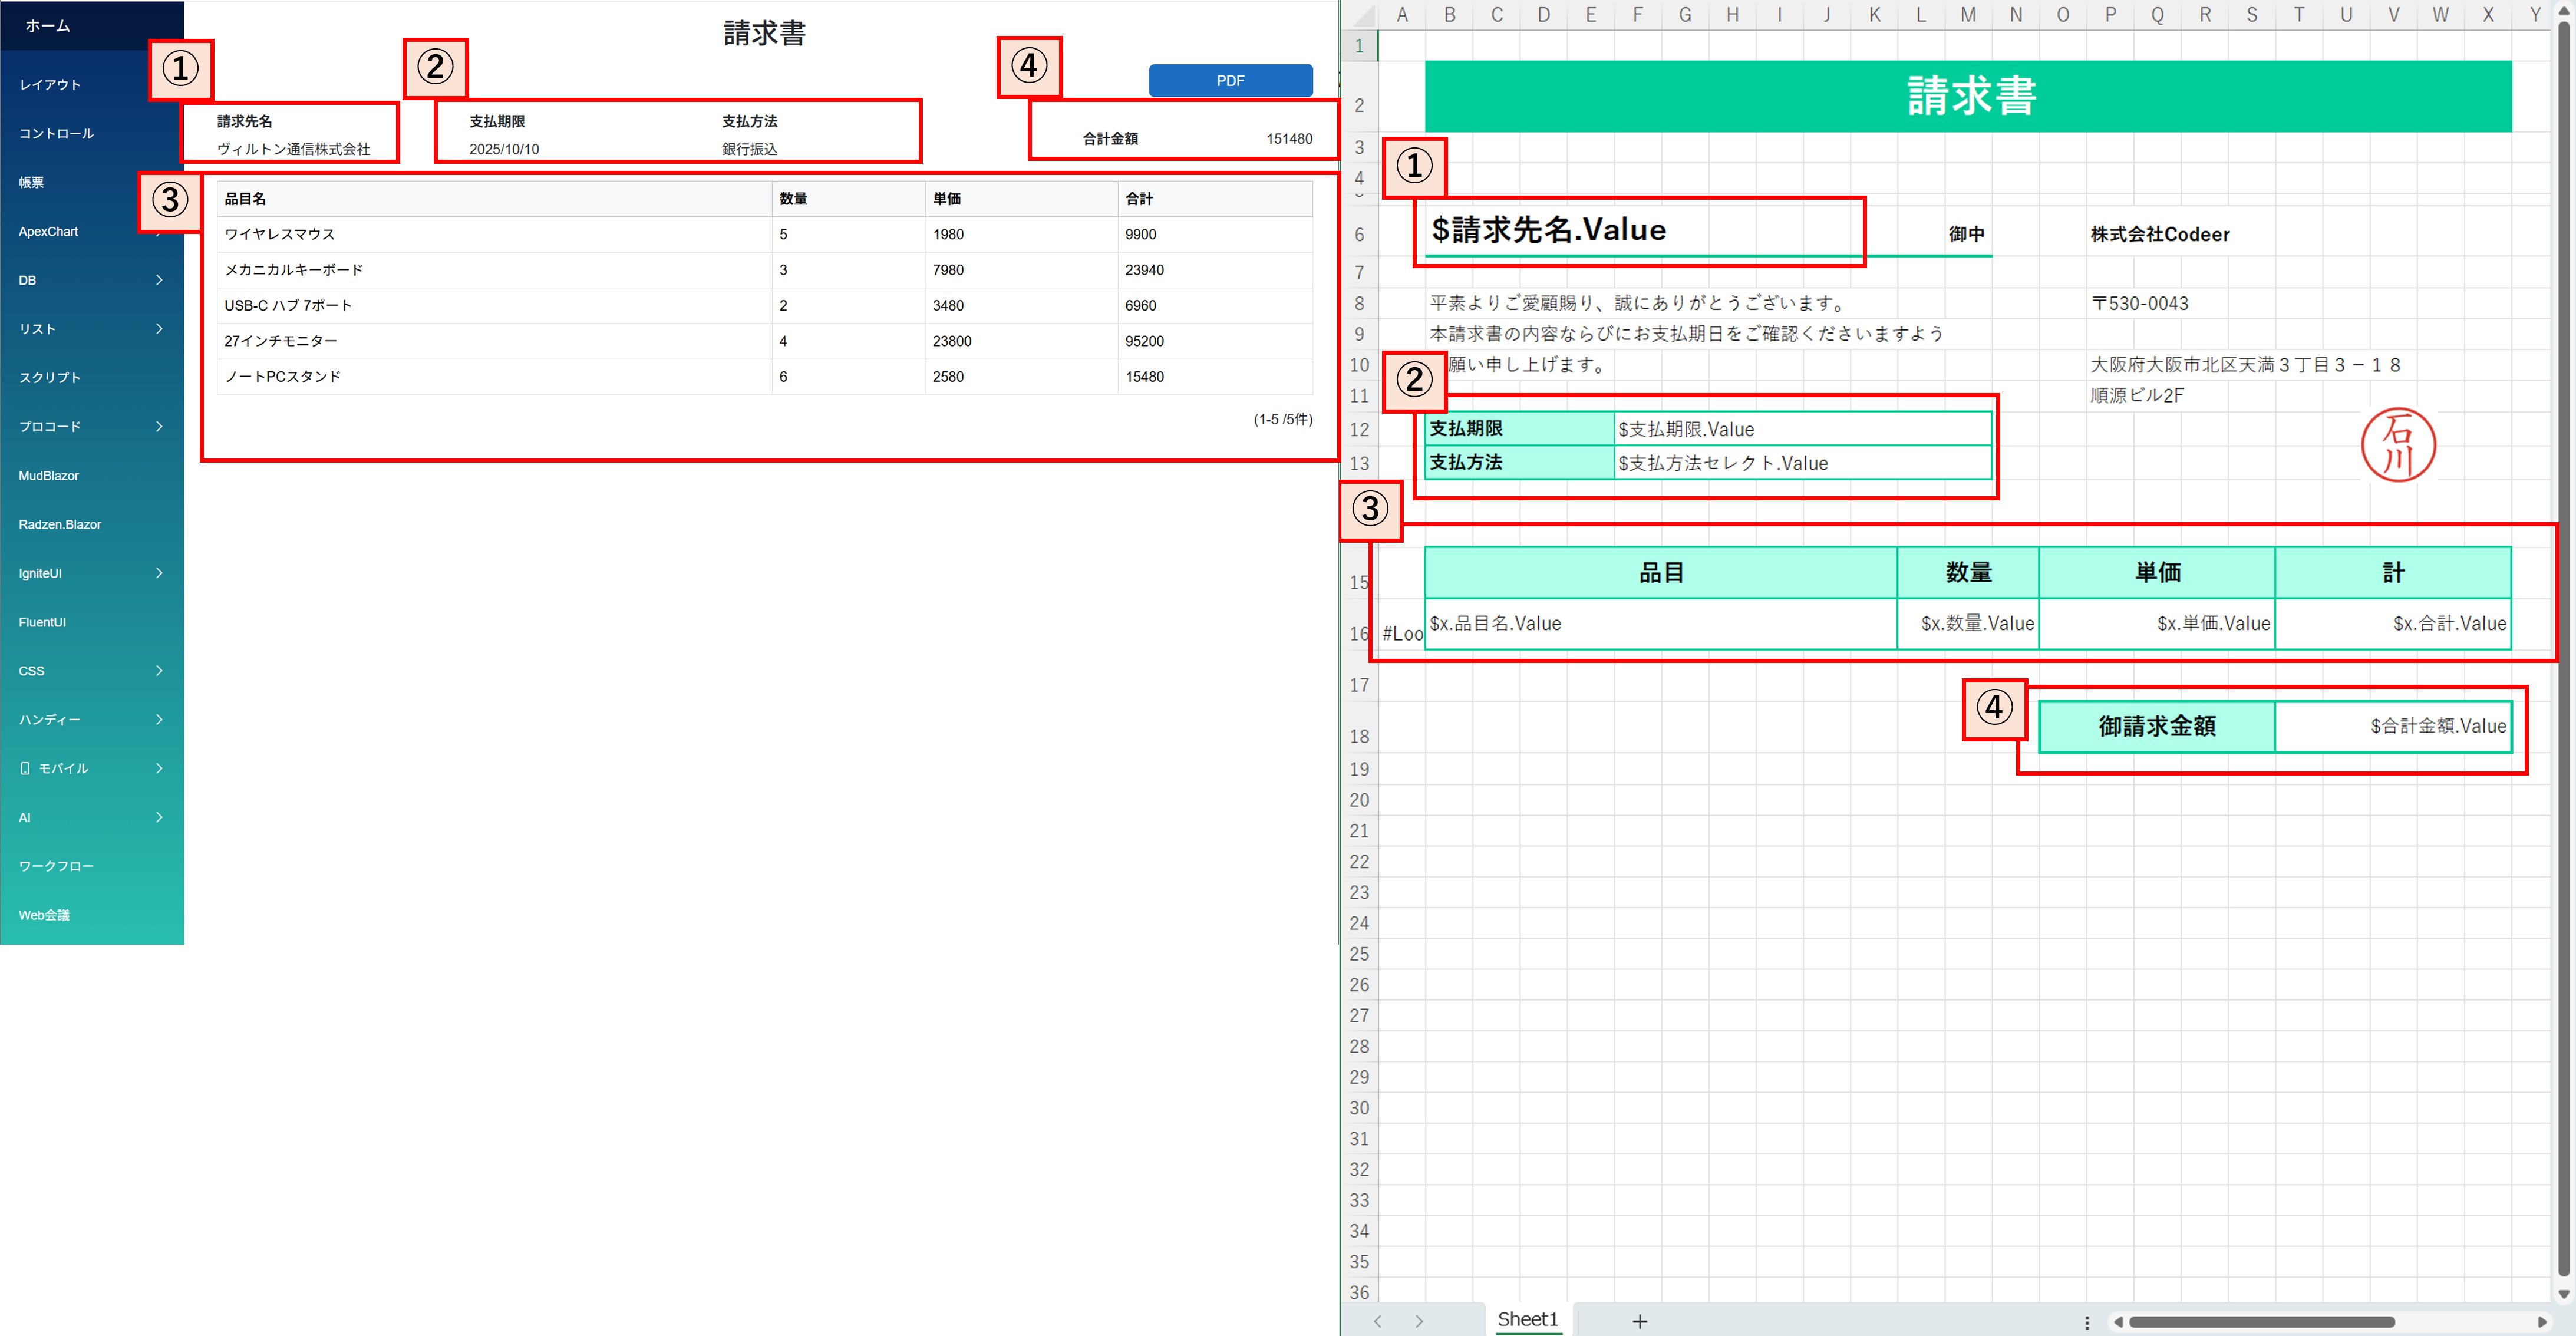 ホーム
レイアウト
コントロール
帳票
ApexChart
DB
リスト
スクリプト
プロコード
MudBlazor
Radzen.Blazor
IgniteUI
FluentUI
CSS
ハンディー
モバイル
AI
ワークフロー
Web会議
請求書
PDF
① ② ④
請求先名 支払期限 支払方法
ヴィルトン通信株式会社 2025/10/10 銀行振込
合計金額 151480
③
品目名 数量 単価 合計
ワイヤレスマウス 5 1980 9900
メカニカルキーボード 3 7980 23940
USB-C ハブ 7ポート 2 3480 6960
27インチモニター 4 23800 95200
ノートPCスタンド 6 2580 15480
(1-5 /5件)
A B C D E F G H I J K L M N O P Q R S T U V W X Y
1
2 請求書
3
4
①
6 $請求先名.Value 御中 株式会社Codeer
7
8 平素よりご愛顧賜り、誠にありがとうございます。 〒530-0043
9 本請求書の内容ならびにお支払期日をご確認くださいますよう
10 願い申し上げます。 大阪府大阪市北区天満３丁目３－１８
11 順源ビル2F
②
12 支払期限 $支払期限.Value
13 支払方法 $支払方法セレクト.Value
石川
③
15 品目 数量 単価 計
16 #Loo $x.品目名.Value $x.数量.Value $x.単価.Value $x.合計.Value
17
④
18 御請求金額 $合計金額.Value
19
20
21
22
23
24
25
26
27
28
29
30
31
32
33
34
35
36
Sheet1